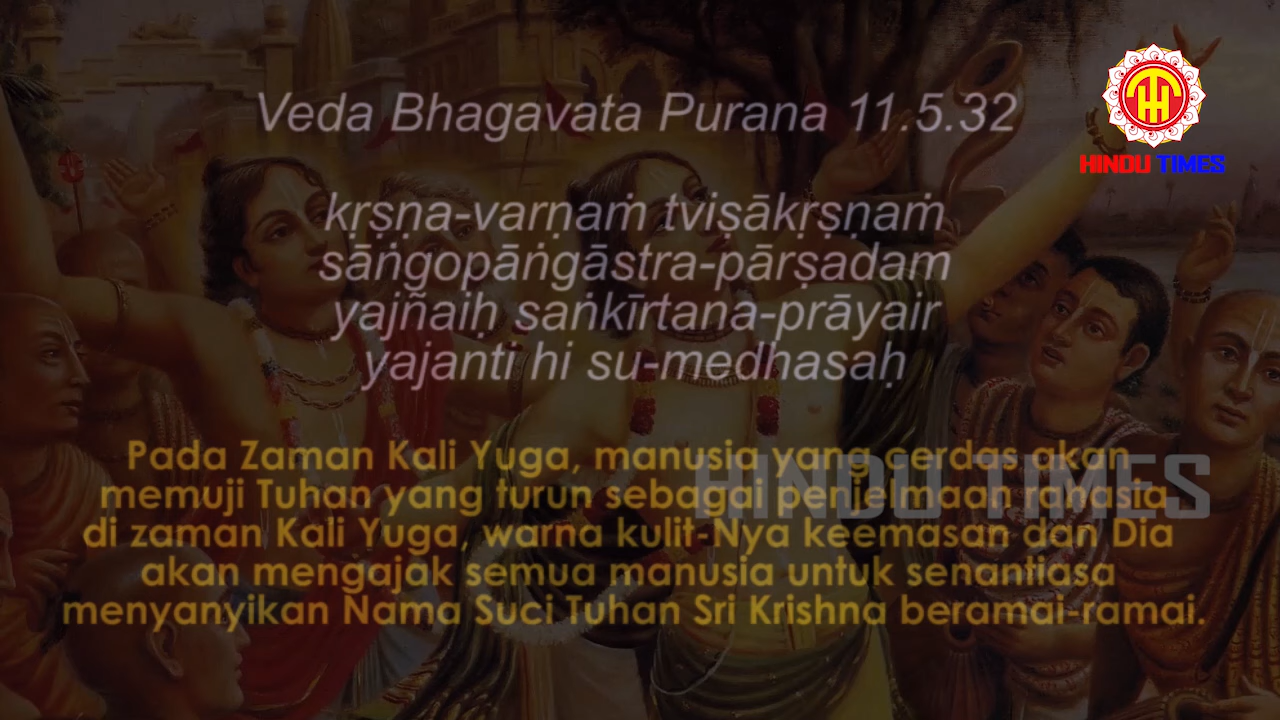 Veda Bhagavata Purana 11.5.32
HINDU TIMES
kṛṣṇa-varṇaṁ tviṣākṛṣṇaṁ
sāṅgopāṅgāstra-pārṣadam
yajñaiḥ saṅkīrtana-prāyair
yajanti hi su-medhasaḥ
Pada Zaman Kali Yuga, manusia yang cerdas akan
memuji Tuhan yang turun sebagai penjelmaan rahasia
di zaman Kali Yuga, warna kulit-Nya keemasan dan Dia
akan mengajak semua manusia untuk senantiasa
menyanyikan Nama Suci Tuhan Sri Krishna beramai-ramai.
HINDU TIMES